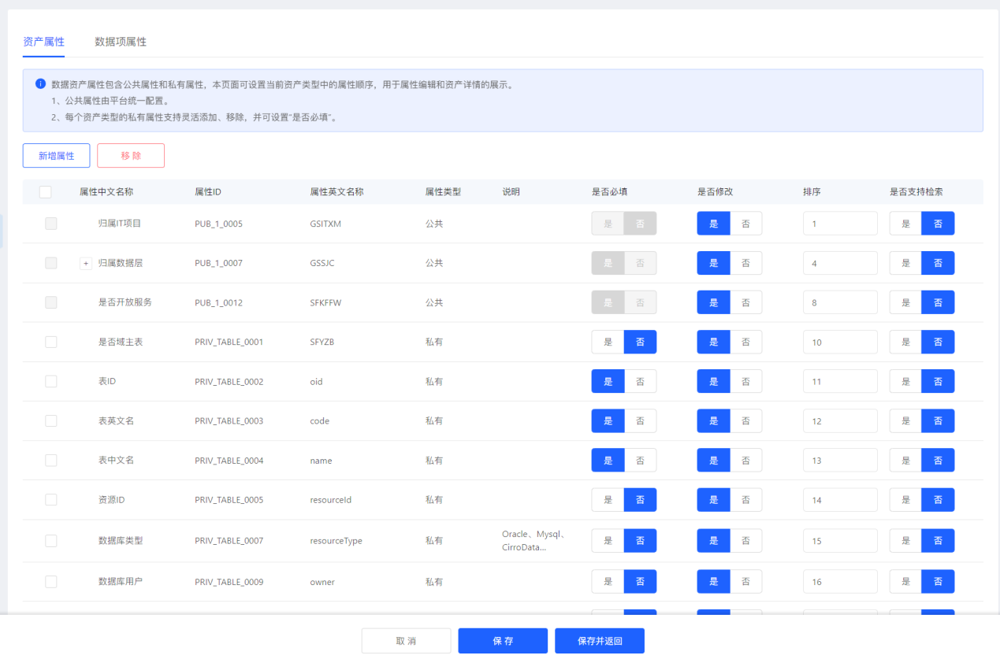 资产属性 数据项属性
数据资产属性包含公共属性和私有属性，本页面可设置当前资产类型中的属性顺序，用于属性编辑和资产详情的展示。
1、公共属性由平台统一配置。
2、每个资产类型的私有属性支持灵活添加、移除，并可设置"是否必填"。
新增属性 移 除
属性中文名称 属性ID 属性英文名称 属性类型 说明 是否必填 是否修改 排序 是否支持检索
归属IT项目 PUB_1_0005 GSITXM 公共 是 否 是 否 1 是 否
+ 归属数据层 PUB_1_0007 GSSJC 公共 是 否 是 否 4 是 否
是否开放服务 PUB_1_0012 SFKFFW 公共 是 否 是 否 8 是 否
是否域主表 PRIV_TABLE_0001 SFYZB 私有 是 否 是 否 10 是 否
表ID PRIV_TABLE_0002 oid 私有 是 否 是 否 11 是 否
表英文名 PRIV_TABLE_0003 code 私有 是 否 是 否 12 是 否
表中文名 PRIV_TABLE_0004 name 私有 是 否 是 否 13 是 否
资源ID PRIV_TABLE_0005 resourceId 私有 是 否 是 否 14 是 否
数据库类型 PRIV_TABLE_0007 resourceType 私有 Oracle、Mysql、 是 否 是 否 15 是 否
CirroData...
数据库用户 PRIV_TABLE_0009 owner 私有 是 否 是 否 16 是 否
取 消 保 存 保存并返回